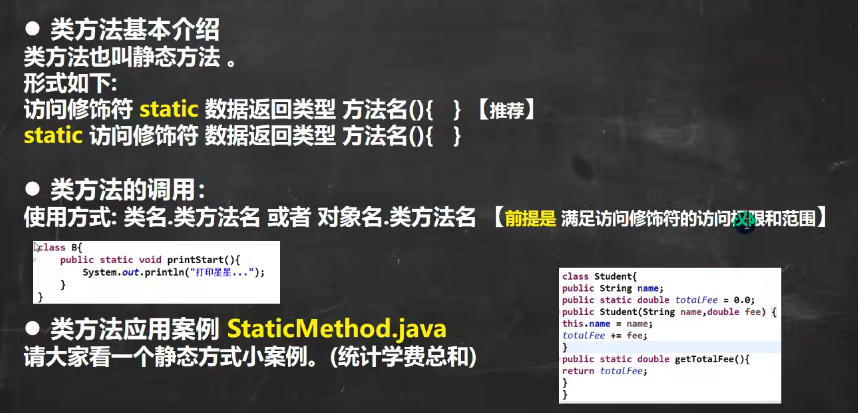 ● 类方法基本介绍
类方法也叫静态方法 。
形式如下:
访问修饰符 static 数据返回类型 方法名(){ } 【推荐】
static 访问修饰符 数据返回类型 方法名(){ }
● 类方法的调用:
使用方式: 类名.类方法名 或者 对象名.类方法名 【前提是 满足访问修饰符的访问权限和范围】
class B{
public static void printStart(){
System.out.println("打印星星...");
}
}
● 类方法应用案例 StaticMethod.java
请大家看一个静态方式小案例。(统计学费总和)
class Student{
public String name;
public static double totalFee = 0.0;
public Student(String name,double fee) {
this.name = name;
totalFee += fee;
}
public static double getTotalFee(){
return totalFee;
}
}